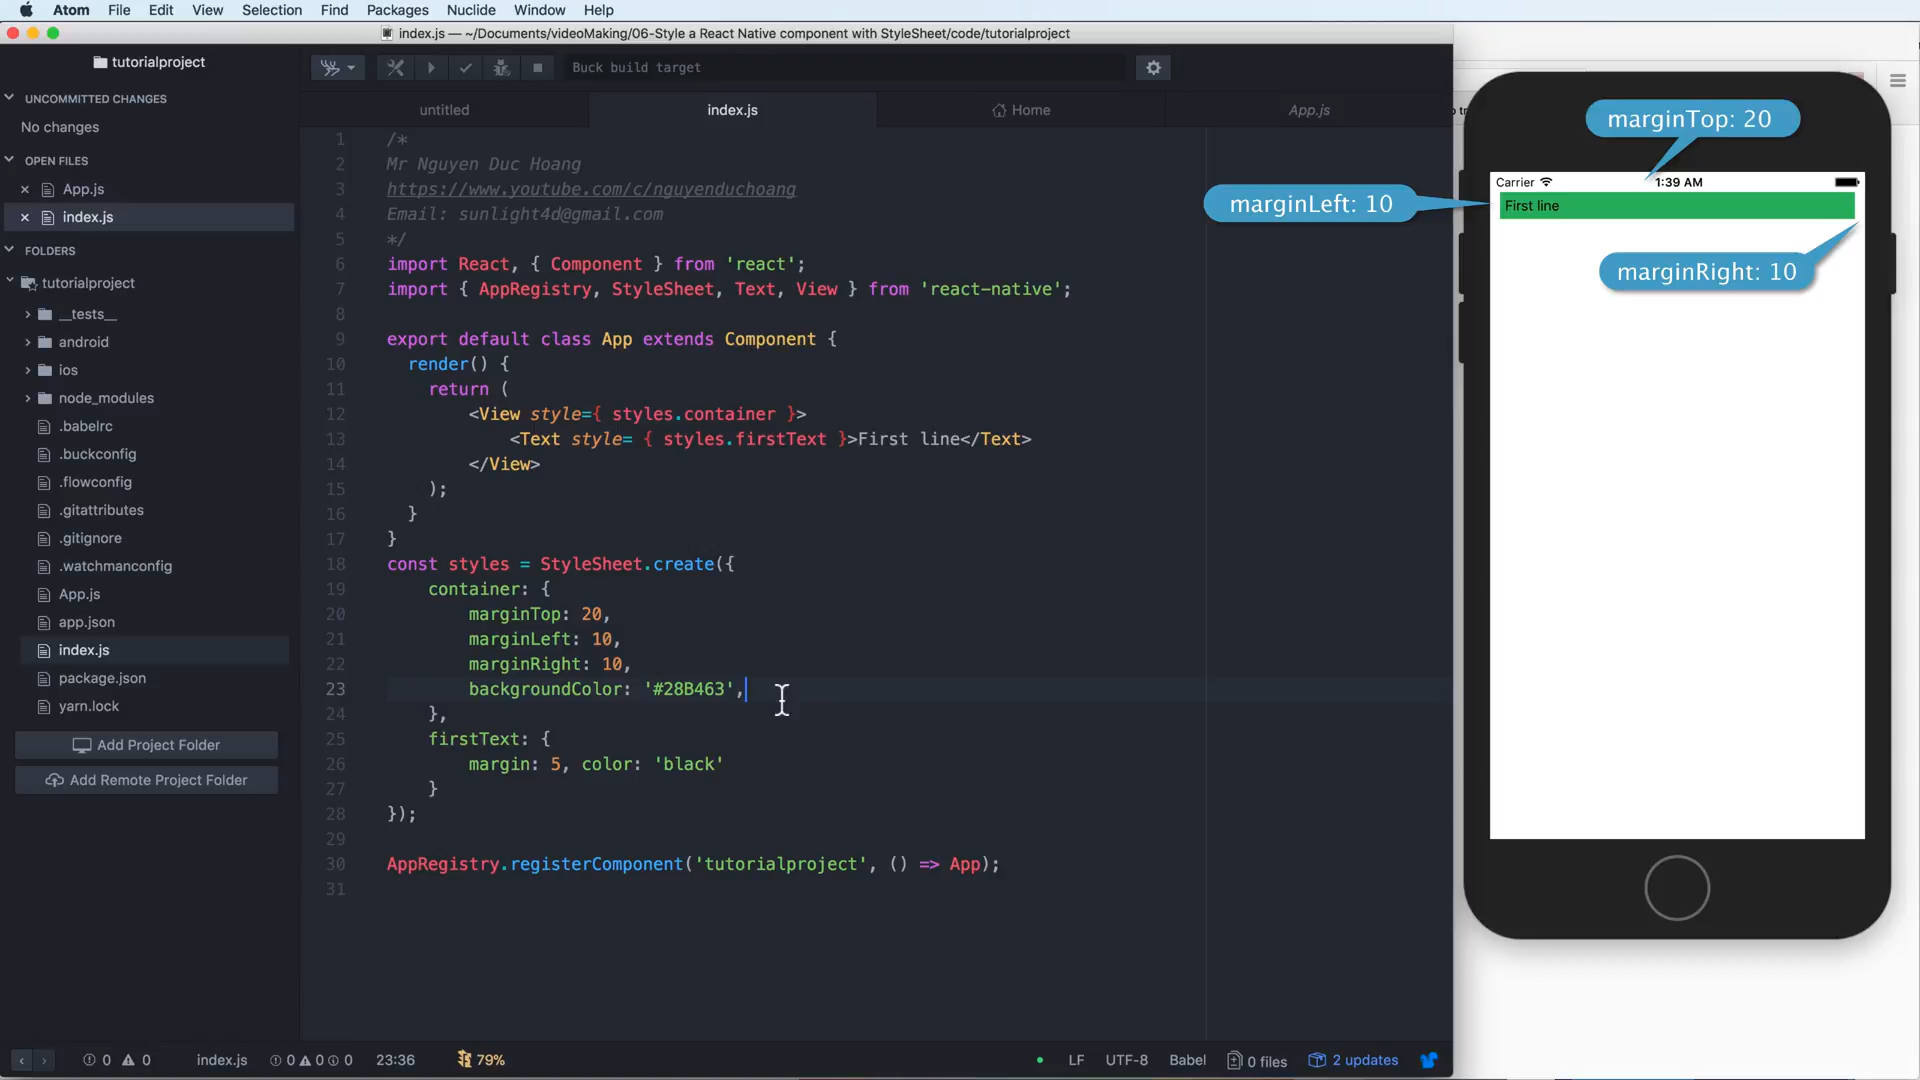 Atom File Edit View Selection Find Packages Nuclide Window Help
index.js — ~/Documents/videoMaking/06-Style a React Native component with StyleSheet/code/tutorialproject
tutorialproject
UNCOMMITTED CHANGES
No changes
OPEN FILES
App.js
index.js
FOLDERS
tutorialproject
__tests__
android
ios
node_modules
.babelrc
.buckconfig
.flowconfig
.gitattributes
.gitignore
.watchmanconfig
App.js
app.json
index.js
package.json
yarn.lock
Add Project Folder
Add Remote Project Folder
Buck build target
untitled index.js Home App.js
1 /*
2 Mr Nguyen Duc Hoang
3 https://www.youtube.com/c/nguyenduchoang
4 Email: sunlight4d@gmail.com
5 */
6 import React, { Component } from 'react';
7 import { AppRegistry, StyleSheet, Text, View } from 'react-native';
8
9 export default class App extends Component {
10 render() {
11 return (
12 <View style={ styles.container }>
13 <Text style= { styles.firstText }>First line</Text>
14 </View>
15 );
16 }
17 }
18 const styles = StyleSheet.create({
19 container: {
20 marginTop: 20,
21 marginLeft: 10,
22 marginRight: 10,
23 backgroundColor: '#28B463',
24 },
25 firstText: {
26 margin: 5, color: 'black'
27 }
28 });
29
30 AppRegistry.registerComponent('tutorialproject', () => App);
31
marginTop: 20
Carrier 1:39 AM
marginLeft: 10
First line
marginRight: 10
0 0 index.js 0 0 0 23:36 79% LF UTF-8 Babel 0 files 2 updates